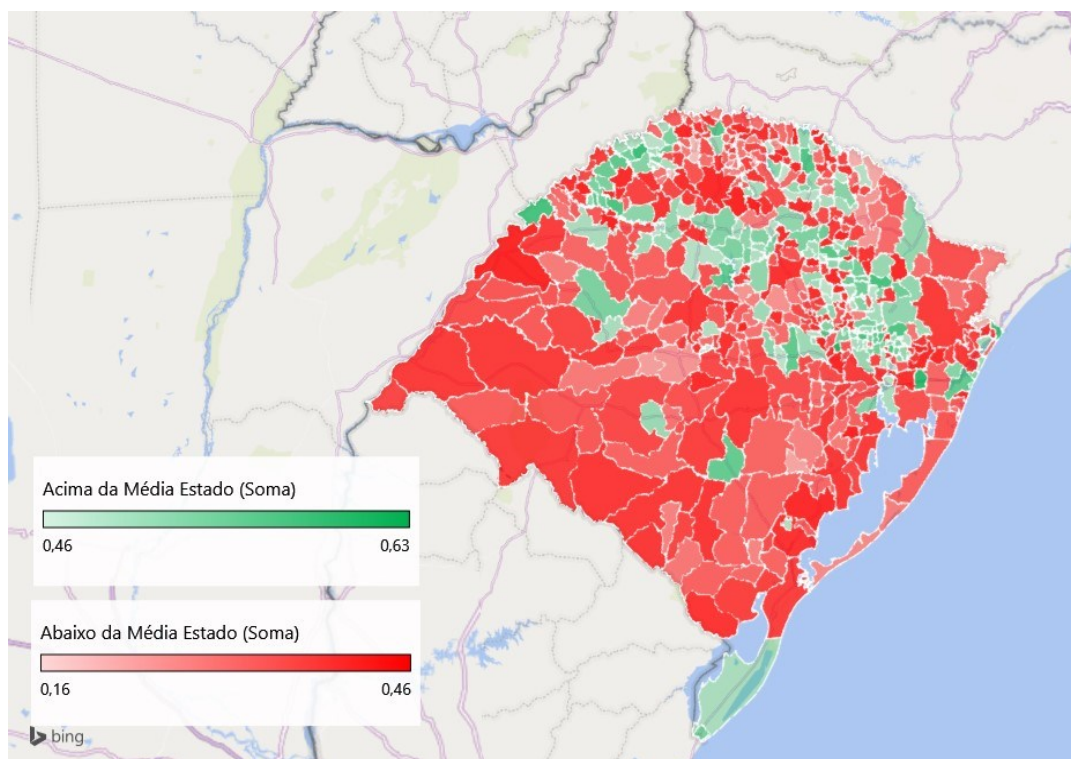 Acima da Média Estado (Soma)
0,46 0,63
Abaixo da Média Estado (Soma)
0,16 0,46
bing